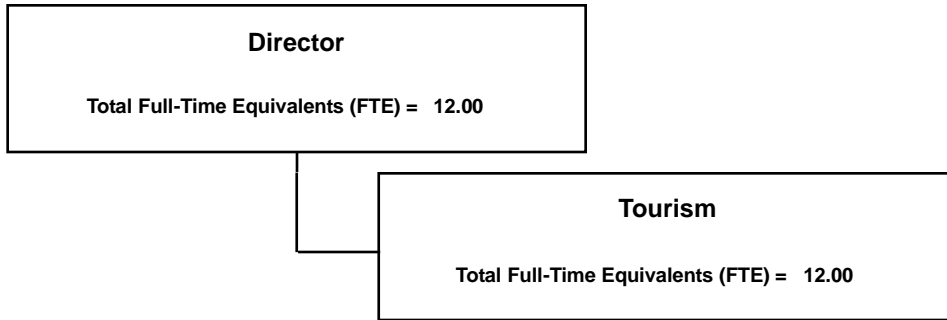 Director
Total Full-Time Equivalents (FTE) = 12.00
Tourism
Total Full-Time Equivalents (FTE) = 12.00